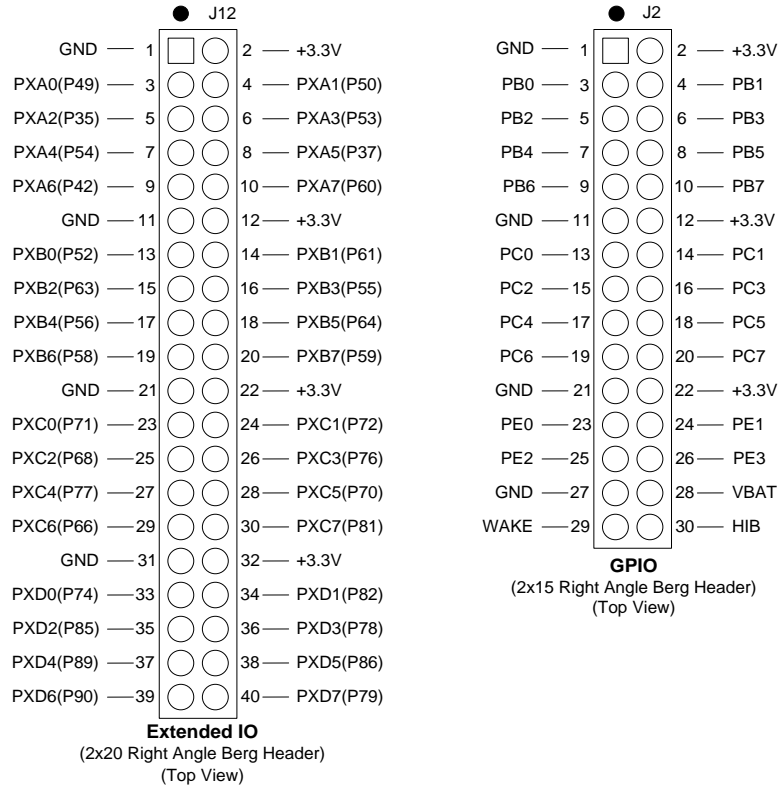 J12
GND 1 2 +3.3V
PXA0(P49) 3 4 PXA1(P50)
PXA2(P35) 5 6 PXA3(P53)
PXA4(P54) 7 8 PXA5(P37)
PXA6(P42) 9 10 PXA7(P60)
GND 11 12 +3.3V
PXB0(P52) 13 14 PXB1(P61)
PXB2(P63) 15 16 PXB3(P55)
PXB4(P56) 17 18 PXB5(P64)
PXB6(P58) 19 20 PXB7(P59)
GND 21 22 +3.3V
PXC0(P71) 23 24 PXC1(P72)
PXC2(P68) 25 26 PXC3(P76)
PXC4(P77) 27 28 PXC5(P70)
PXC6(P66) 29 30 PXC7(P81)
GND 31 32 +3.3V
PXD0(P74) 33 34 PXD1(P82)
PXD2(P85) 35 36 PXD3(P78)
PXD4(P89) 37 38 PXD5(P86)
PXD6(P90) 39 40 PXD7(P79)
Extended IO
(2x20 Right Angle Berg Header)
(Top View)
J2
GND 1 2 +3.3V
PB0 3 4 PB1
PB2 5 6 PB3
PB4 7 8 PB5
PB6 9 10 PB7
GND 11 12 +3.3V
PC0 13 14 PC1
PC2 15 16 PC3
PC4 17 18 PC5
PC6 19 20 PC7
GND 21 22 +3.3V
PE0 23 24 PE1
PE2 25 26 PE3
GND 27 28 VBAT
WAKE 29 30 HIB
GPIO
(2x15 Right Angle Berg Header)
(Top View)